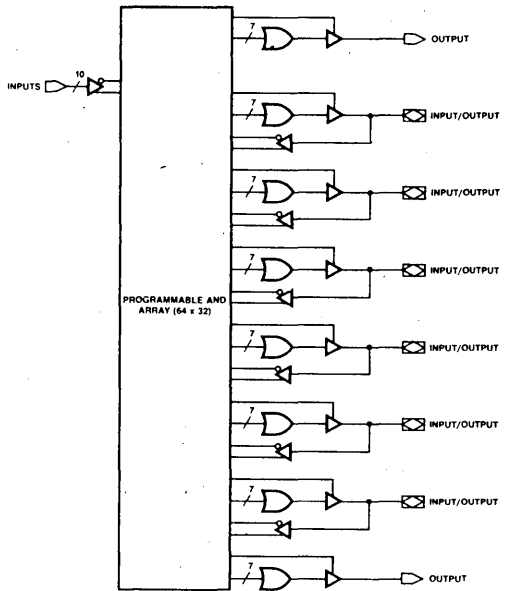 7
OUTPUT
10
INPUTS
7
INPUT/OUTPUT
7
INPUT/OUTPUT
7
INPUT/OUTPUT
PROGRAMMABLE AND
ARRAY (64 x 32)
7
INPUT/OUTPUT
7
INPUT/OUTPUT
7
INPUT/OUTPUT
7
OUTPUT